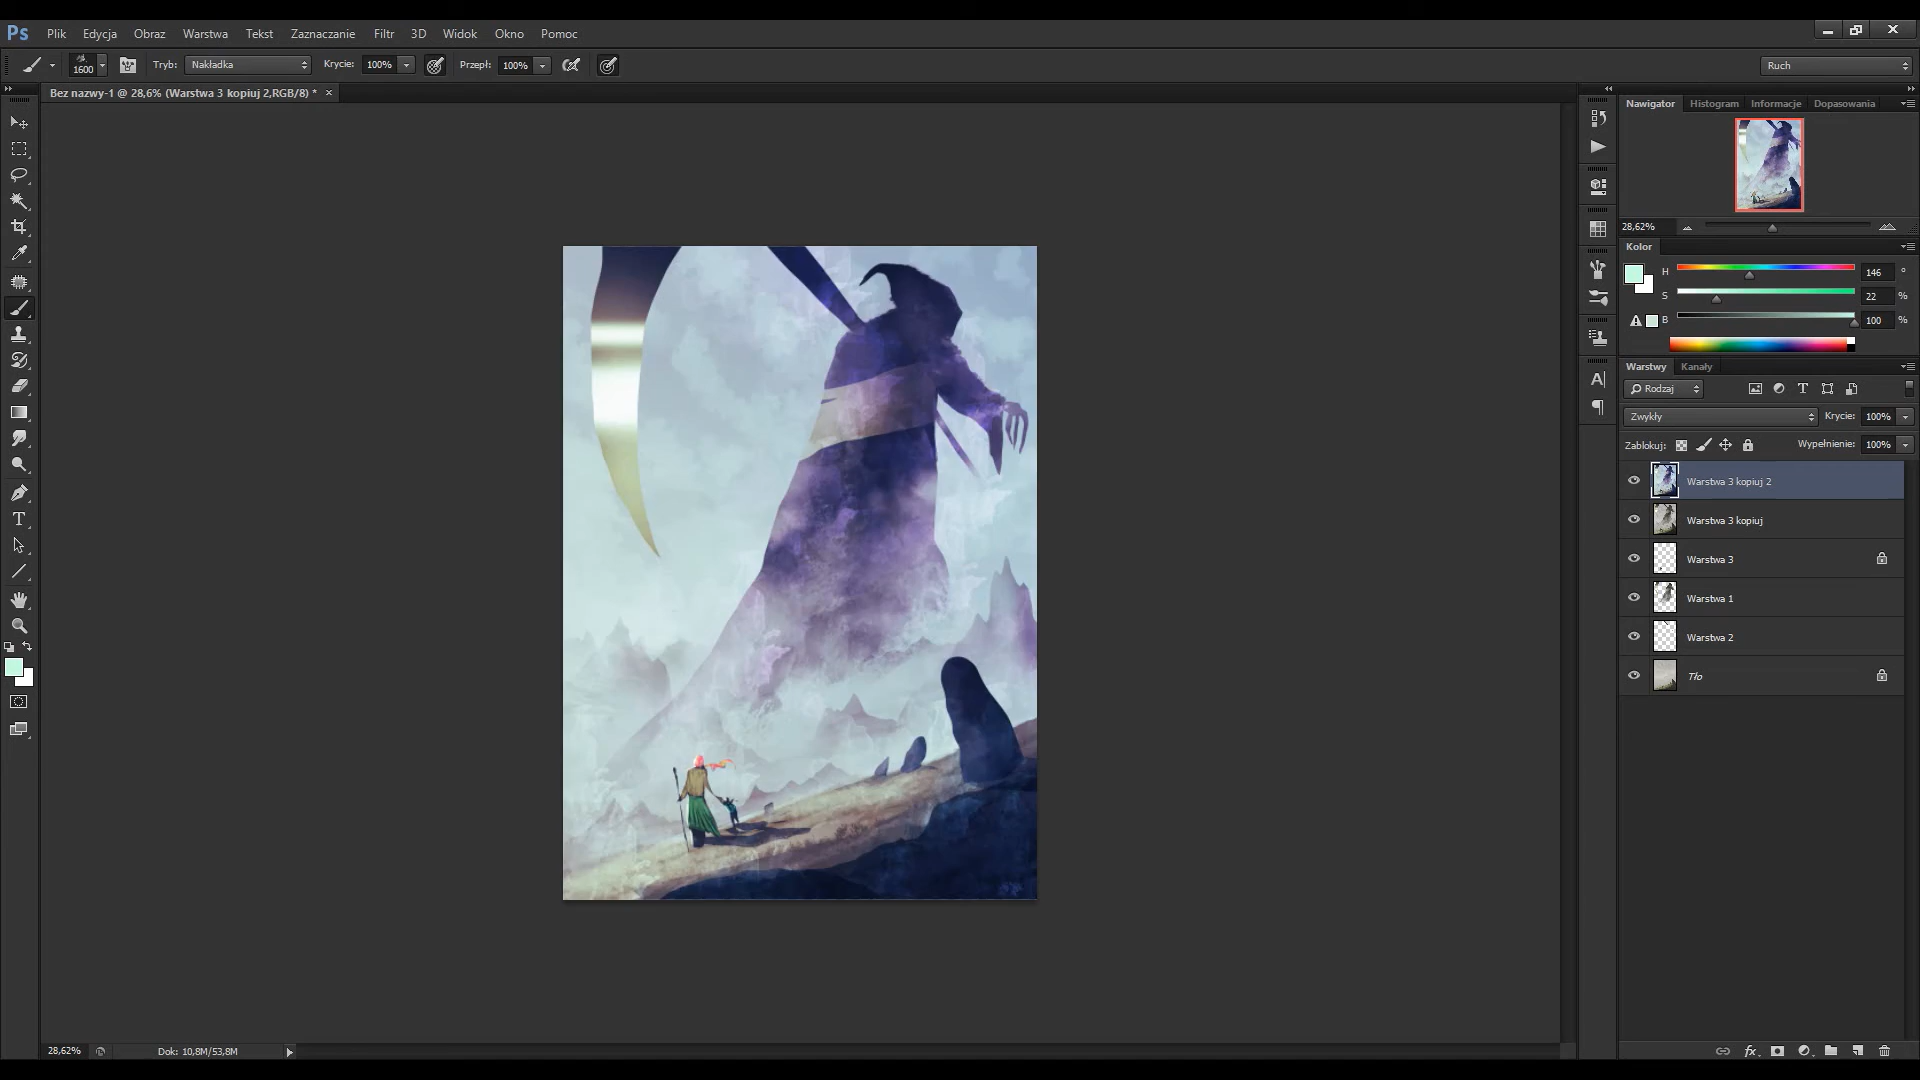 Ps Plik Edycja Obraz Warstwa Tekst Zaznaczanie Filtr 3D Widok Okno Pomoc
1600 Tryb: Nakładka Krycie: 100% Przepł: 100% Ruch
Bez nazwy-1 @ 28,6% (Warstwa 3 kopiuj 2,RGB/8) * ×
Nawigator Histogram Informacje Dopasowania
28,62%
Kolor
H 146 °
S 22 %
B 100 %
Warstwy Kanały
Rodzaj
Zwykły Krycie: 100%
Zablokuj: Wypełnienie: 100%
Warstwa 3 kopiuj 2
Warstwa 3 kopiuj
Warstwa 3
Warstwa 1
Warstwa 2
Tło
28,62% Dok: 10,8M/53,8M